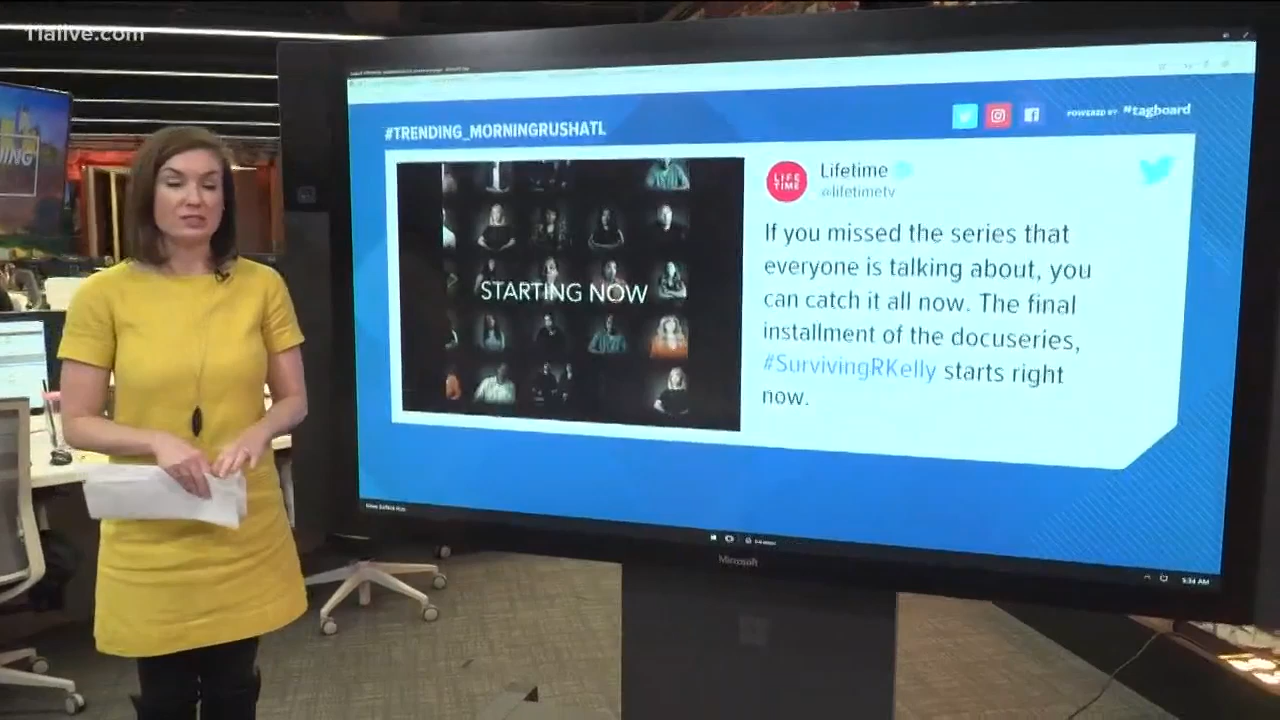 11alive.com
#TRENDING_MORNINGRUSHATL
POWERED BY tagboard
STARTING NOW
LIFE
TIME
Lifetime
@lifetimetv
If you missed the series that
everyone is talking about, you
can catch it all now. The final
installment of the docuseries,
#SurvivingRKelly starts right
now.
Microsoft